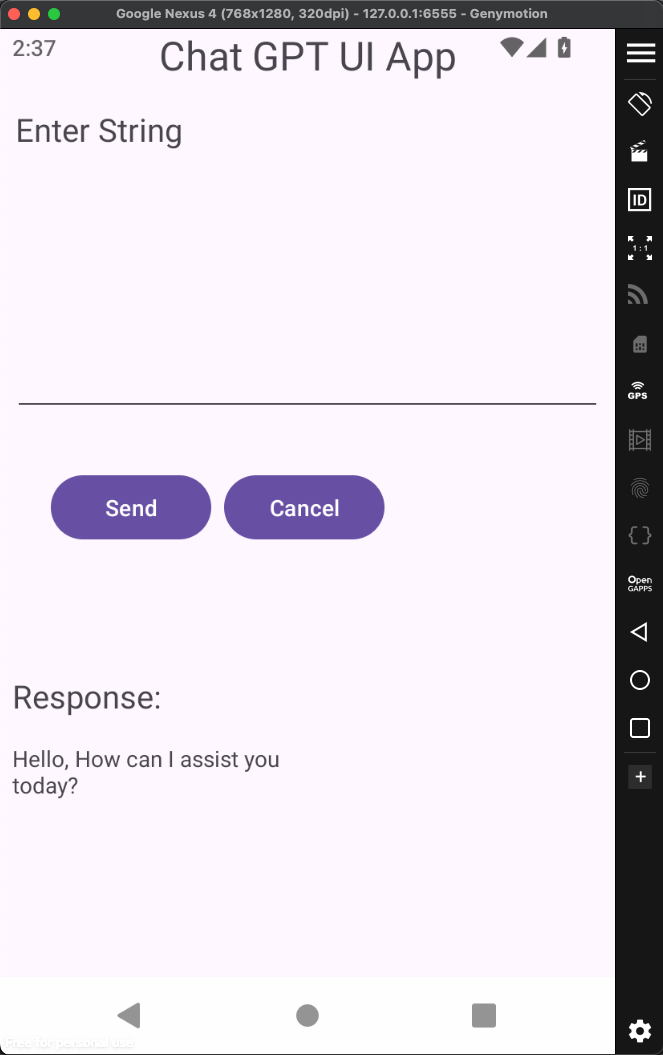 Google Nexus 4 (768x1280, 320dpi) - 127.0.0.1:6555 - Genymotion
2:37
Chat GPT UI App
Enter String
Send
Cancel
Response:
Hello, How can I assist you
today?
ID
1 : 1
GPS
Open
GAPPS
Free for personal use